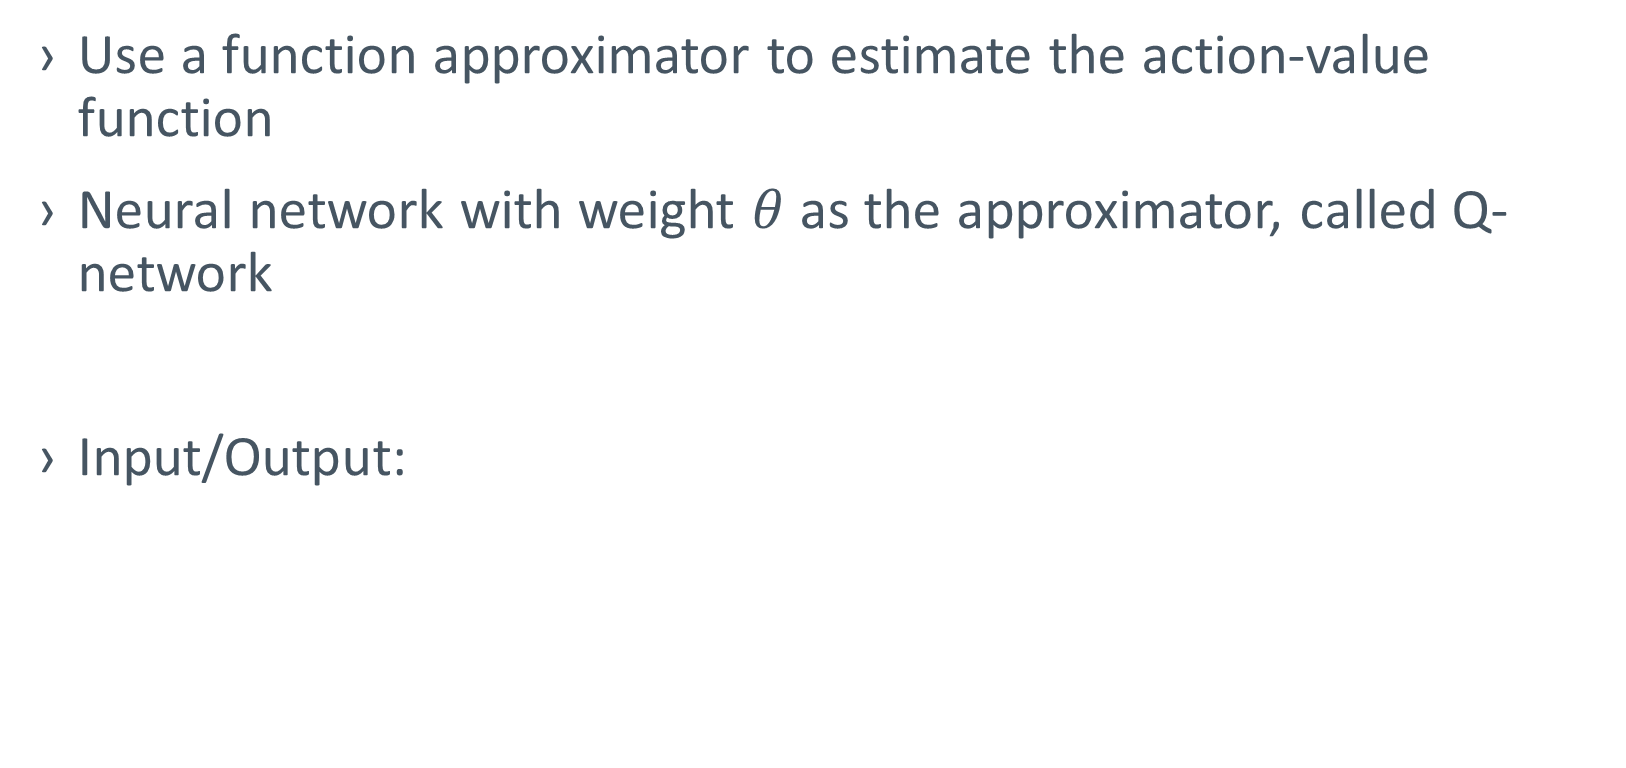 › Use a function approximator to estimate the action-value
function
› Neural network with weight θ as the approximator, called Q-
network
› Input/Output: